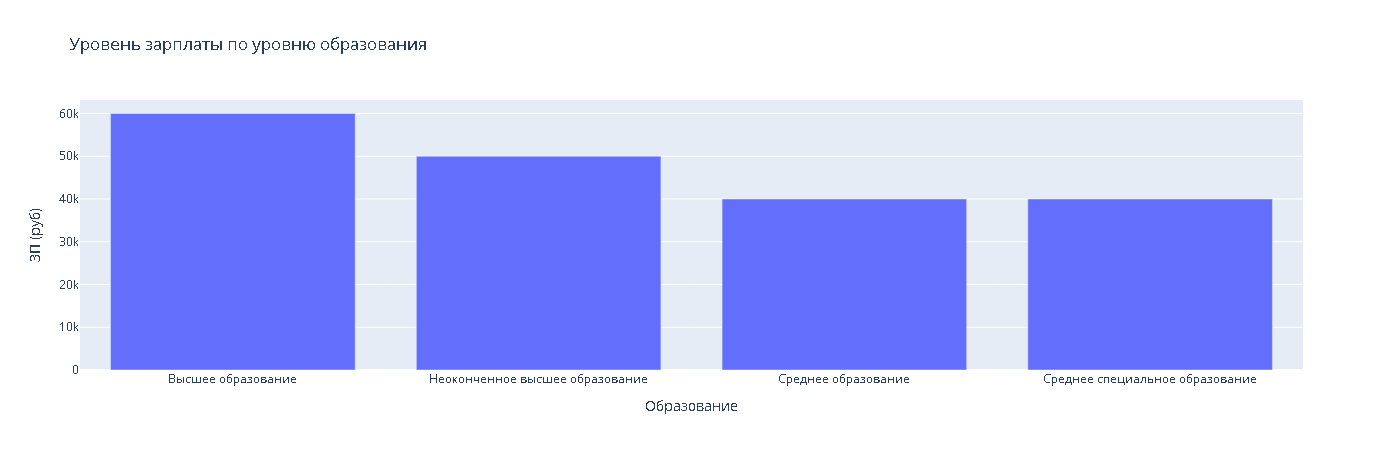 Уровень зарплаты по уровню образования
60k
50k
40k
30k
20k
10k
0
ЗП (руб)
Высшее образование
Неоконченное высшее образование
Среднее образование
Среднее специальное образование
Образование